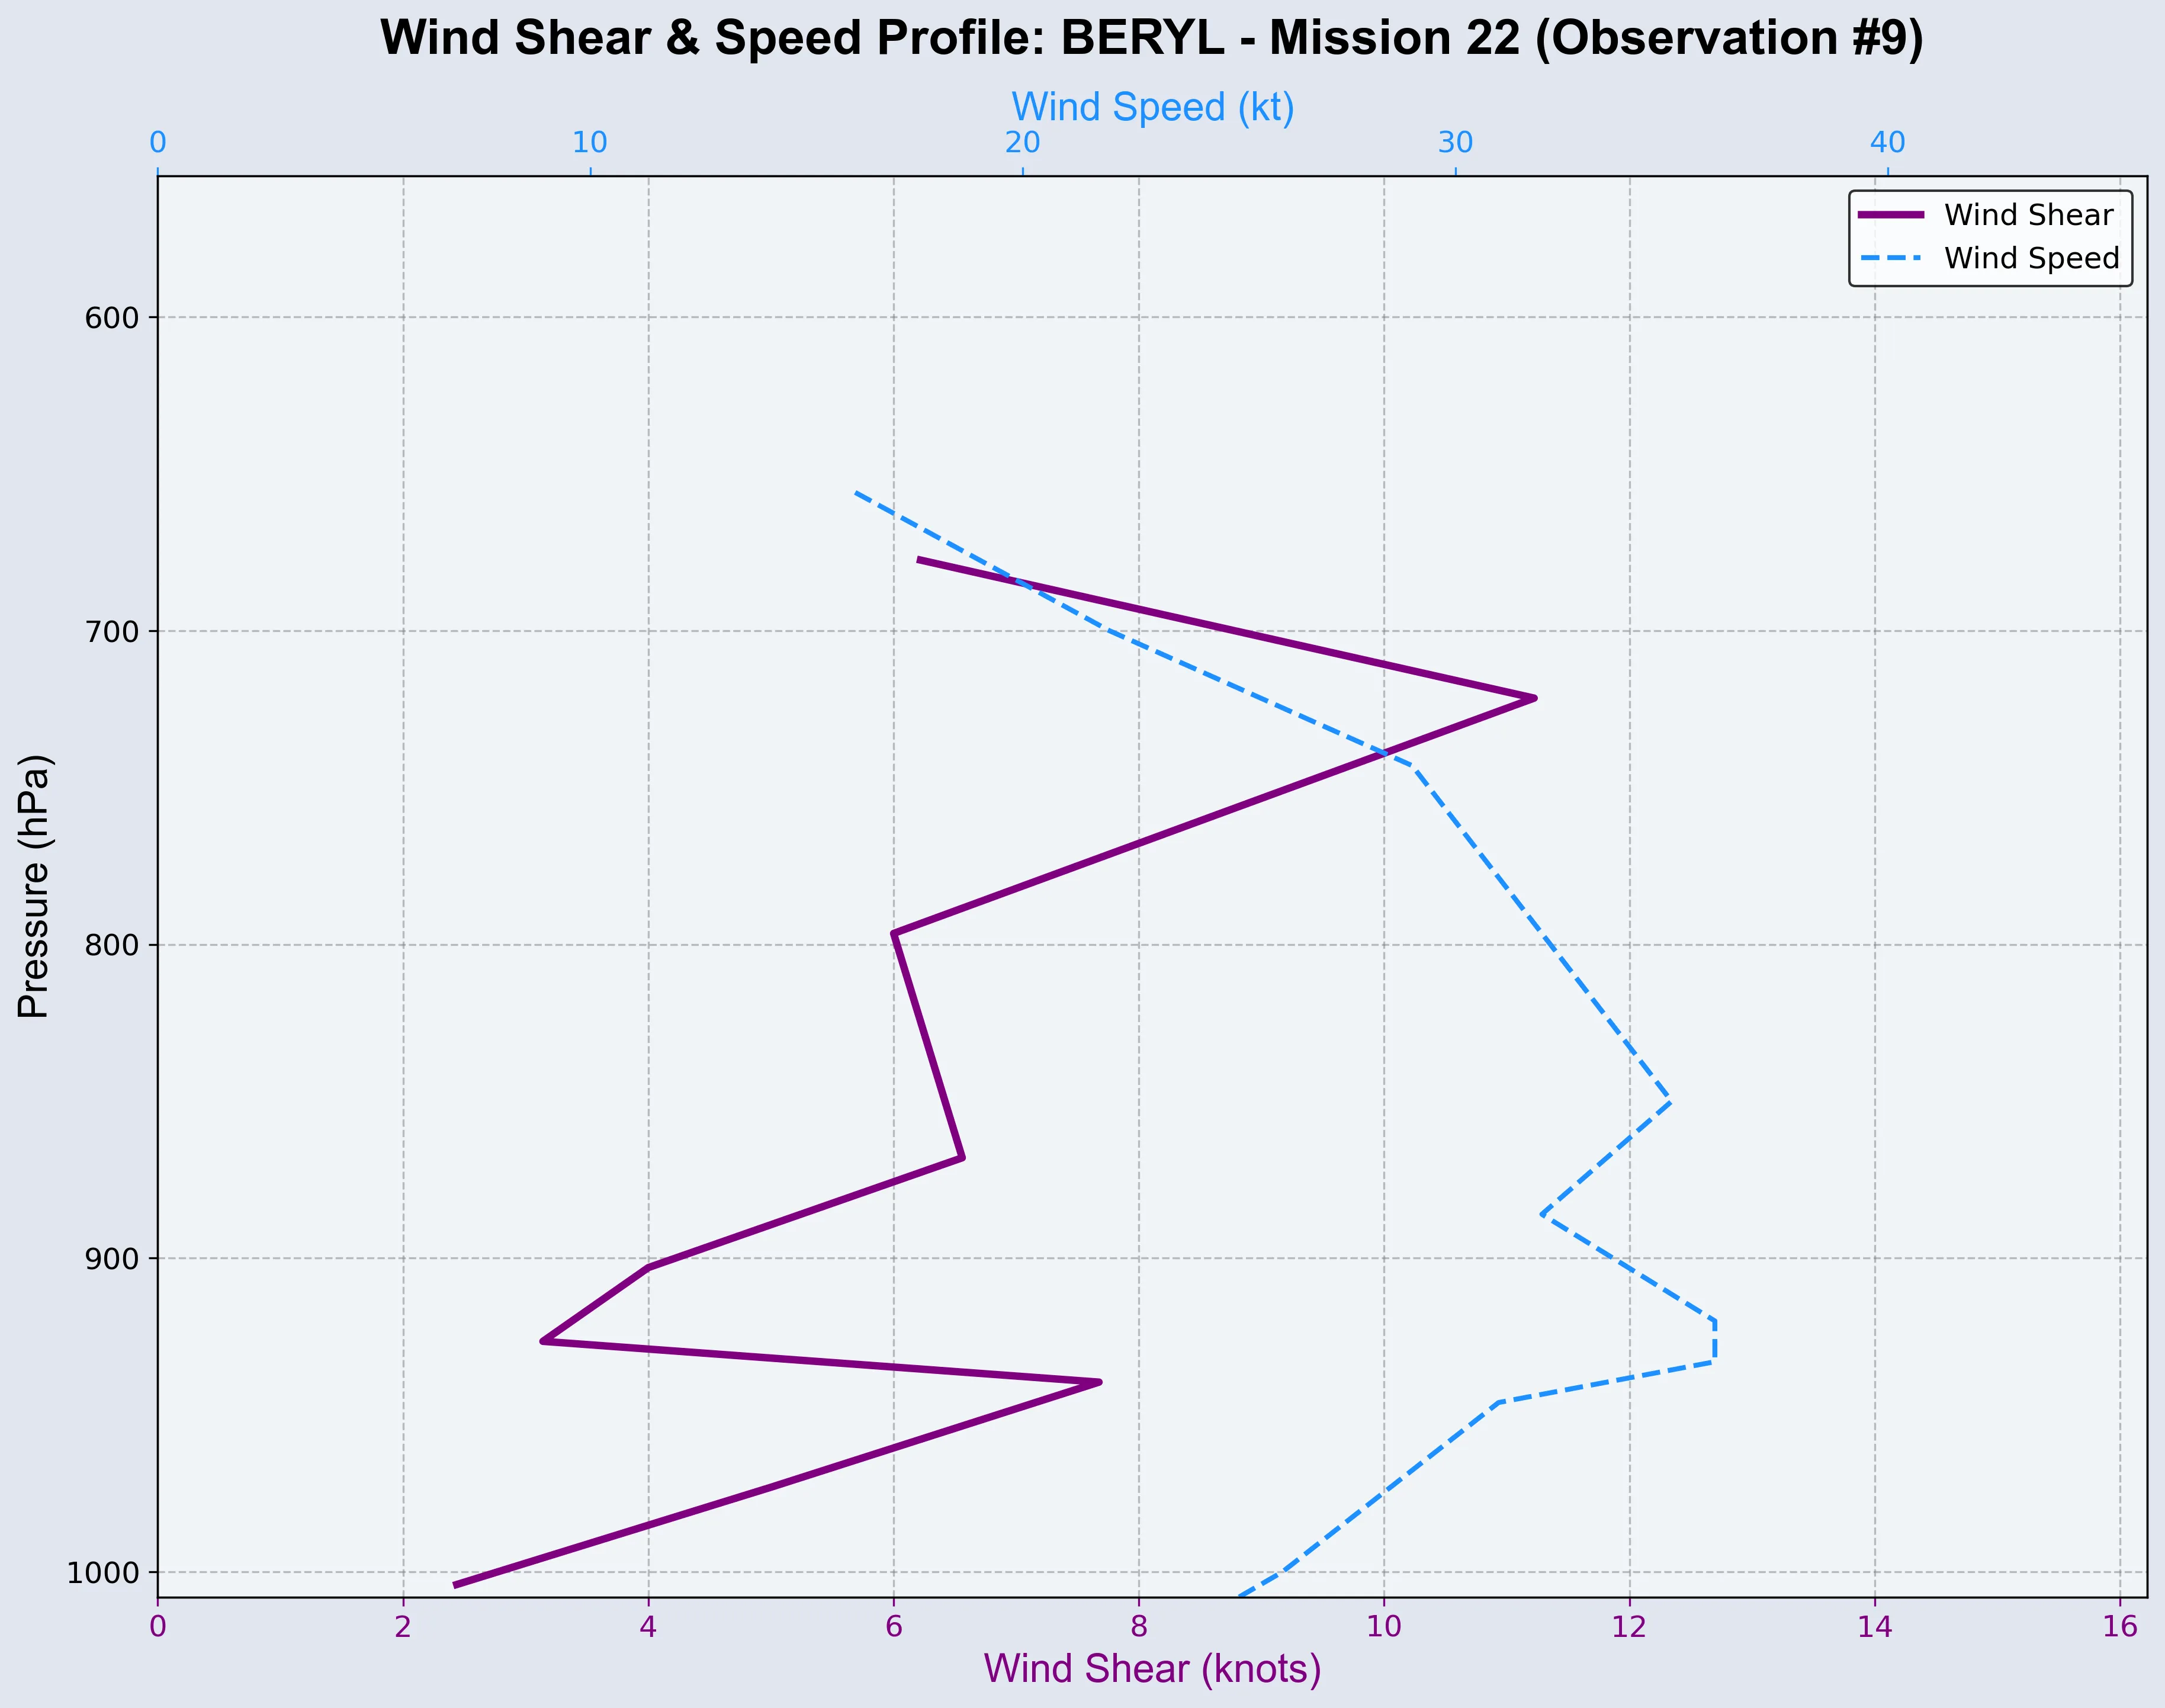 Wind Shear & Speed Profile: BERYL - Mission 22 (Observation #9)
Wind Speed (kt)
0 10 20 30 40
Wind Shear
Wind Speed
600
700
800
900
1000
Pressure (hPa)
0 2 4 6 8 10 12 14 16
Wind Shear (knots)